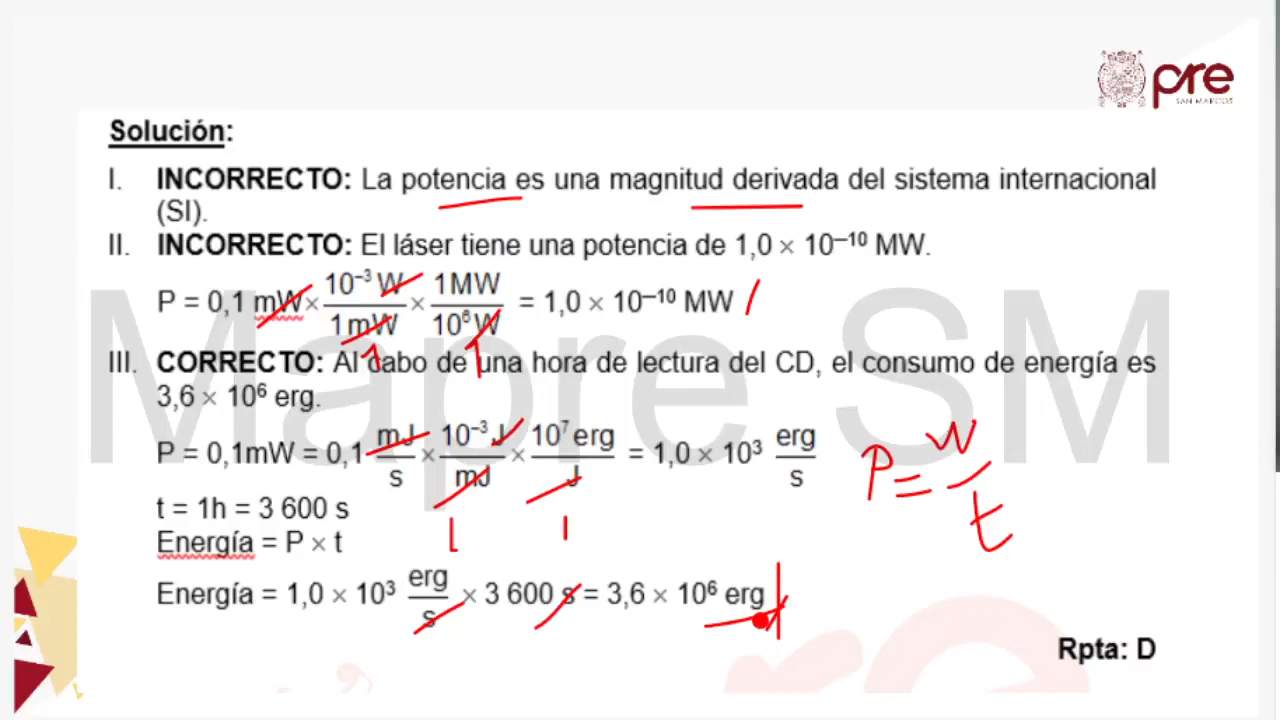 pre
SAN MARCOS
Solución:
I. INCORRECTO: La potencia es una magnitud derivada del sistema internacional
(SI).
II. INCORRECTO: El láser tiene una potencia de 1,0 × 10⁻¹⁰ MW.
P = 0,1 mW × 10⁻³ W / 1 mW × 1MW / 10⁶ W = 1,0 × 10⁻¹⁰ MW
1 1
III. CORRECTO: Al cabo de una hora de lectura del CD, el consumo de energía es
3,6 × 10⁶ erg.
P = 0,1mW = 0,1 mJ / s × 10⁻³ J / mJ × 10⁷ erg / J = 1,0 × 10³ erg / s
P = W / t
t = 1h = 3 600 s
1 1
Energía = P × t
Energía = 1,0 × 10³ erg / s × 3 600 s = 3,6 × 10⁶ erg
Rpta: D
Mapre SM